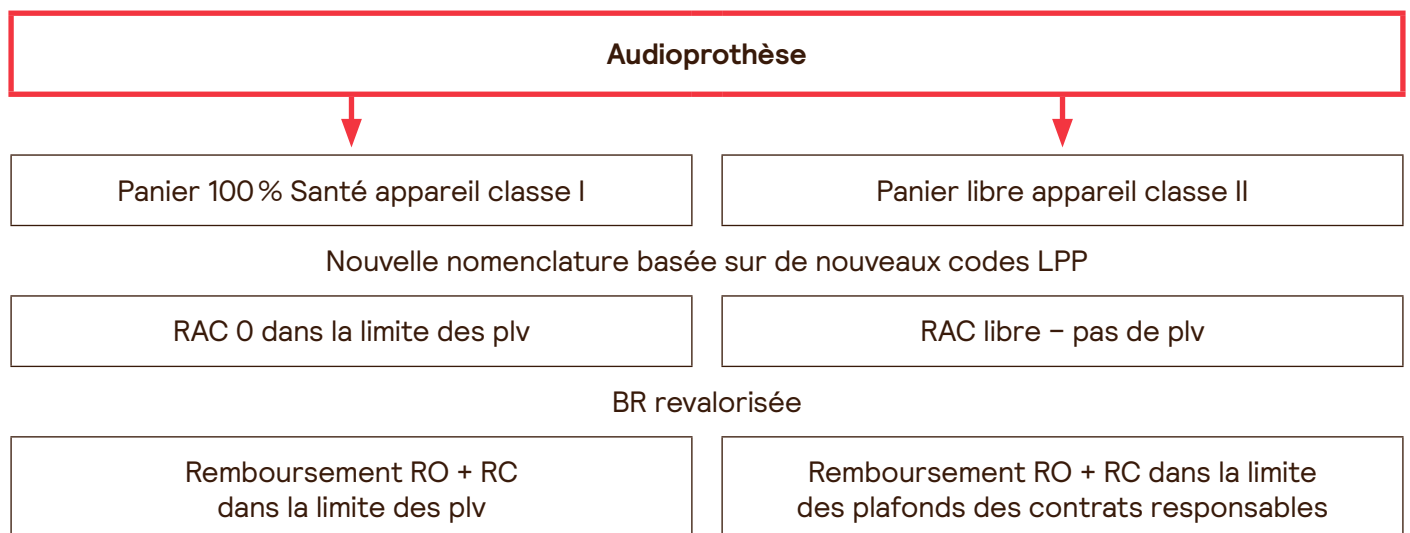 Audioprothèse
Panier 100 % Santé appareil classe I
Panier libre appareil classe II
Nouvelle nomenclature basée sur de nouveaux codes LPP
RAC 0 dans la limite des plv
RAC libre – pas de plv
BR revalorisée
Remboursement RO + RC
dans la limite des plv
Remboursement RO + RC dans la limite
des plafonds des contrats responsables